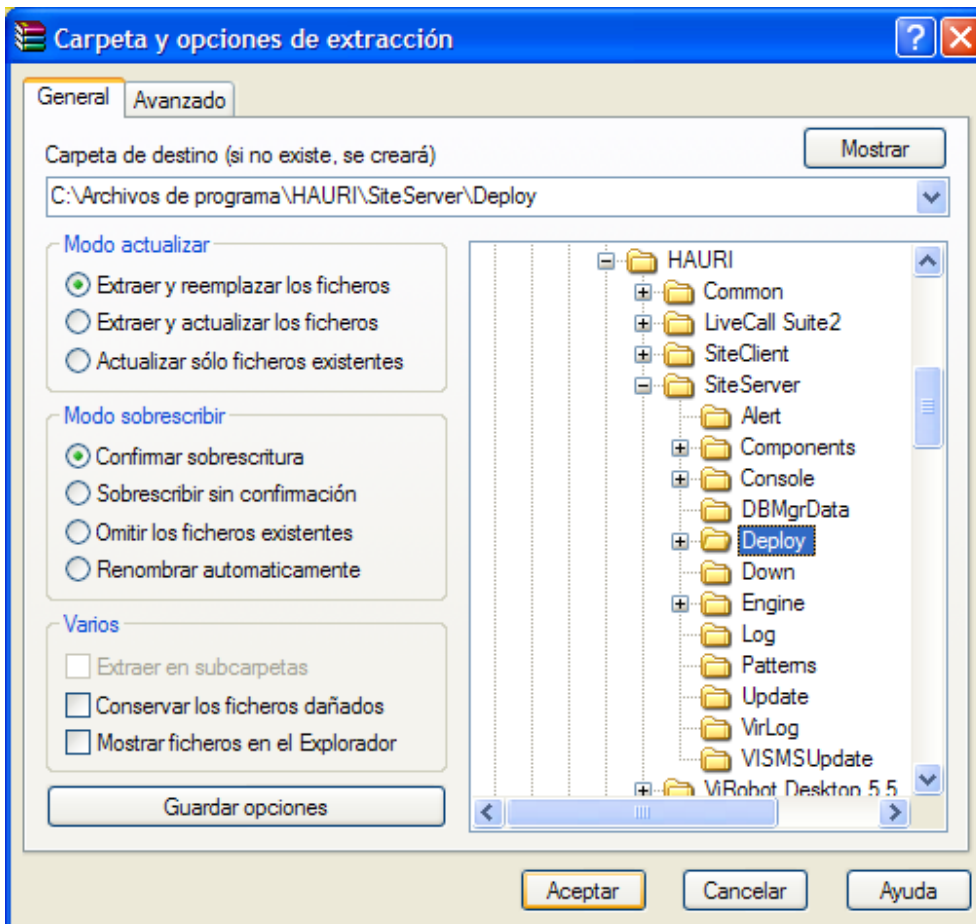 Carpeta y opciones de extracción
General
Avanzado
Carpeta de destino (si no existe, se creará)
Mostrar
C:\Archivos de programa\HAURI\SiteServer\Deploy
Modo actualizar
Extraer y reemplazar los ficheros
Extraer y actualizar los ficheros
Actualizar sólo ficheros existentes
Modo sobrescribir
Confirmar sobrescritura
Sobrescribir sin confirmación
Omitir los ficheros existentes
Renombrar automaticamente
Varios
Extraer en subcarpetas
Conservar los ficheros dañados
Mostrar ficheros en el Explorador
Guardar opciones
HAURI
Common
LiveCall Suite2
SiteClient
SiteServer
Alert
Components
Console
DBMgrData
Deploy
Down
Engine
Log
Patterns
Update
VirLog
VISMSUpdate
ViRobot Desktop 5.5
Aceptar
Cancelar
Ayuda